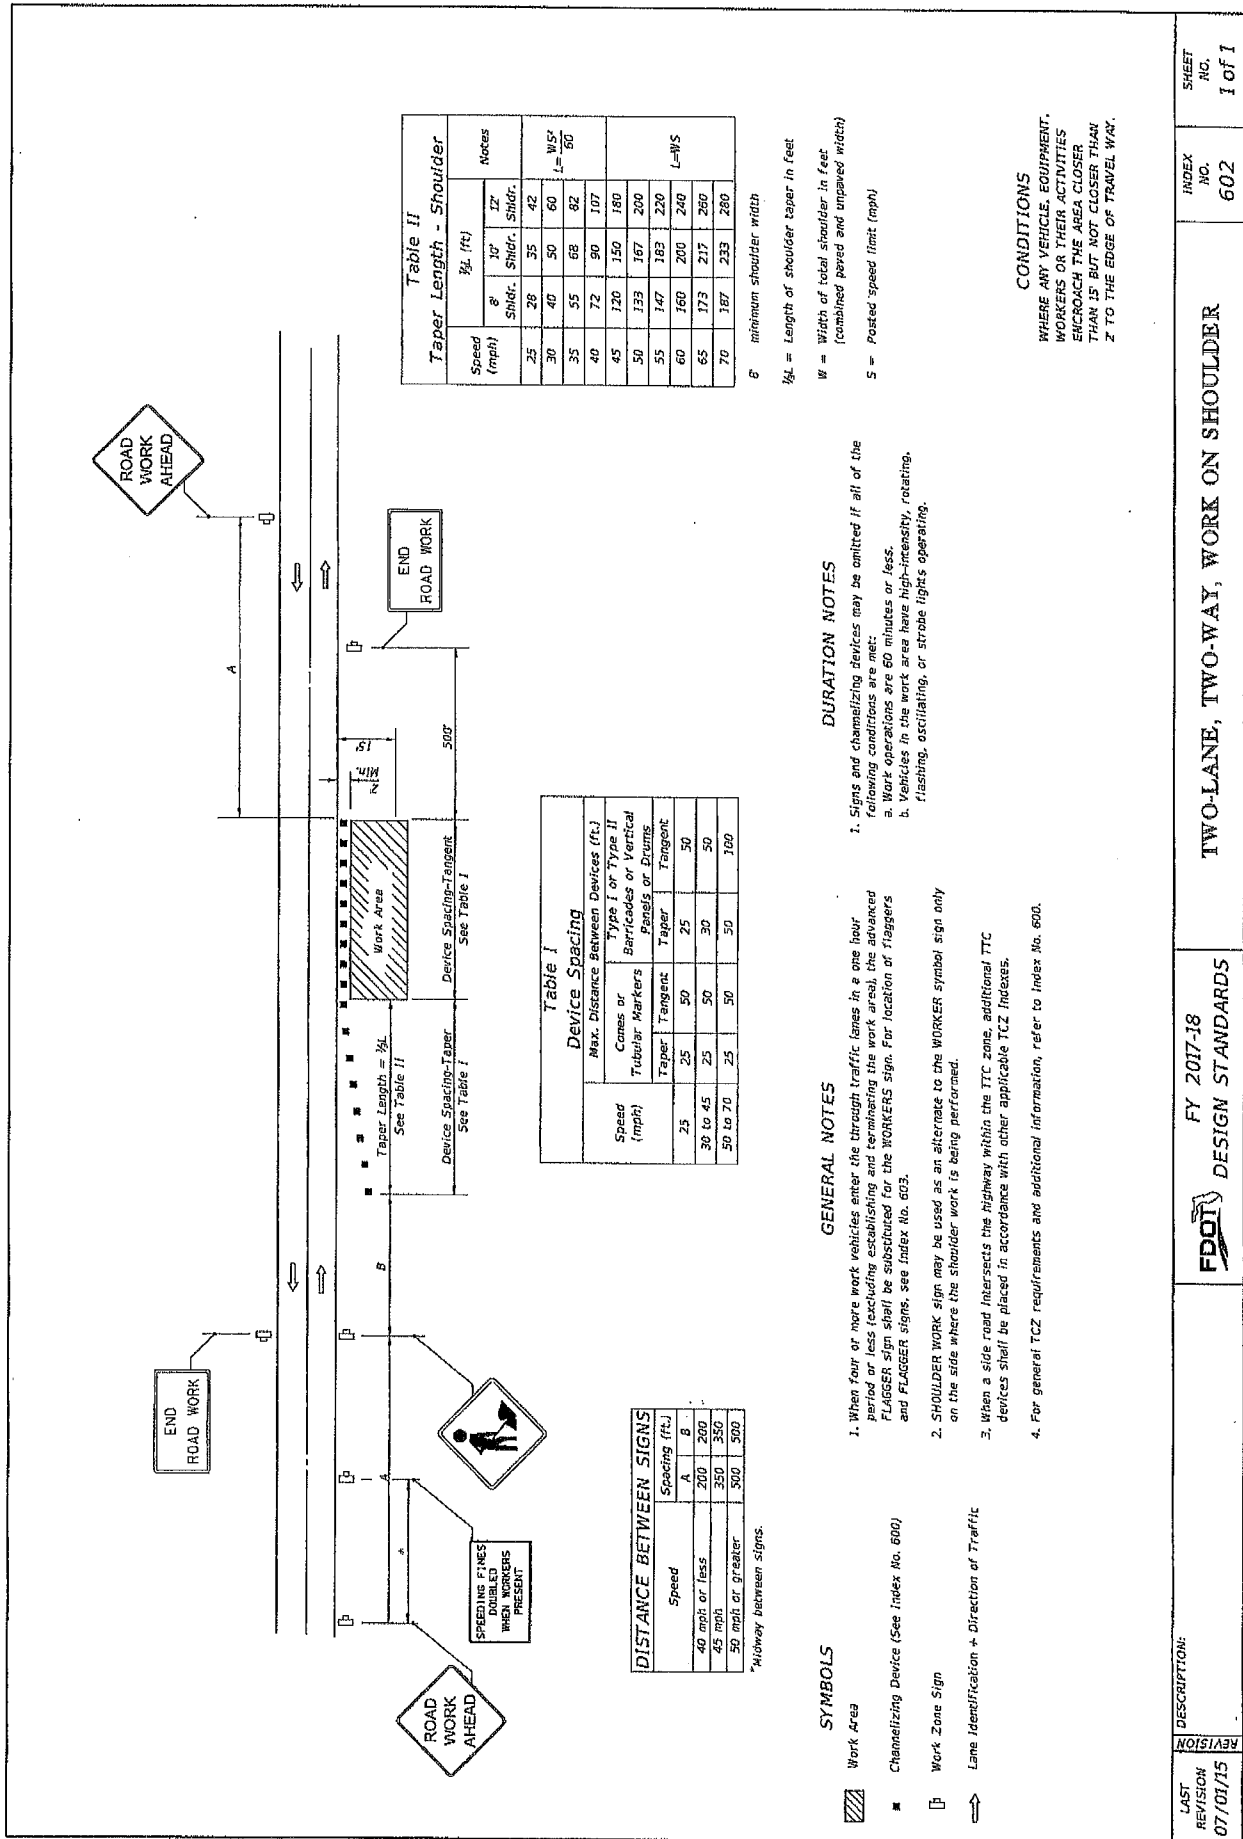 ROAD
WORK
AHEAD
END
ROAD WORK
A
END
ROAD WORK
500'
15'
2'
Min.
Work Area
Device Spacing-Tangent
See Table I
Taper Length = ⅓L
See Table II
Device Spacing-Taper
See Table I
B
A
*
SPEEDING FINES
DOUBLED
WHEN WORKERS
PRESENT
ROAD
WORK
AHEAD
Table II
Taper Length - Shoulder
Speed
(mph)
⅓L (ft)
Notes
8'
Shldr.
10'
Shldr.
12'
Shldr.
25 28 35 42
30 40 50 60
35 55 68 82
40 72 90 107
L= WS²
60
45 120 150 180
50 133 167 200
55 147 183 220
60 160 200 240
65 173 217 260
70 187 233 280
L=WS
8' minimum shoulder width
⅓L = Length of shoulder taper in feet
W = Width of total shoulder in feet
(combined paved and unpaved width)
S = Posted speed limit (mph)
Table I
Device Spacing
Speed
(mph)
Max. Distance Between Devices (ft.)
Cones or
Tubular Markers
Type I or Type II
Barricades or Vertical
Panels or Drums
Taper Tangent Taper Tangent
25 25 50 25 50
30 to 45 25 50 30 50
50 to 70 25 50 50 100
DISTANCE BETWEEN SIGNS
Speed
Spacing (ft.)
A B
40 mph or less 200 200
45 mph 350 350
50 mph or greater 500 500
*Midway between signs.
SYMBOLS
Work Area
Channelizing Device (See Index No. 600)
Work Zone Sign
Lane Identification + Direction of Traffic
GENERAL NOTES
1. When four or more work vehicles enter the through traffic lanes in a one hour
period or less (excluding establishing and terminating the work area), the advanced
FLAGGER sign shall be substituted for the WORKERS sign. For location of flaggers
and FLAGGER signs, see Index No. 603.
2. SHOULDER WORK sign may be used as an alternate to the WORKER symbol sign only
on the side where the shoulder work is being performed.
3. When a side road intersects the highway within the TTC zone, additional TTC
devices shall be placed in accordance with other applicable TCZ Indexes.
4. For general TCZ requirements and additional information, refer to Index No. 600.
DURATION NOTES
1. Signs and channelizing devices may be omitted if all of the
following conditions are met:
a. Work operations are 60 minutes or less.
b. Vehicles in the work area have high-intensity, rotating,
flashing, oscillating, or strobe lights operating.
CONDITIONS
WHERE ANY VEHICLE, EQUIPMENT,
WORKERS OR THEIR ACTIVITIES
ENCROACH THE AREA CLOSER
THAN 15' BUT NOT CLOSER THAN
2' TO THE EDGE OF TRAVEL WAY.
LAST
REVISION
07/01/15
REVISION
DESCRIPTION:
FDOT
FY 2017-18
DESIGN STANDARDS
TWO-LANE, TWO-WAY, WORK ON SHOULDER
INDEX
NO.
602
SHEET
NO.
1 of 1